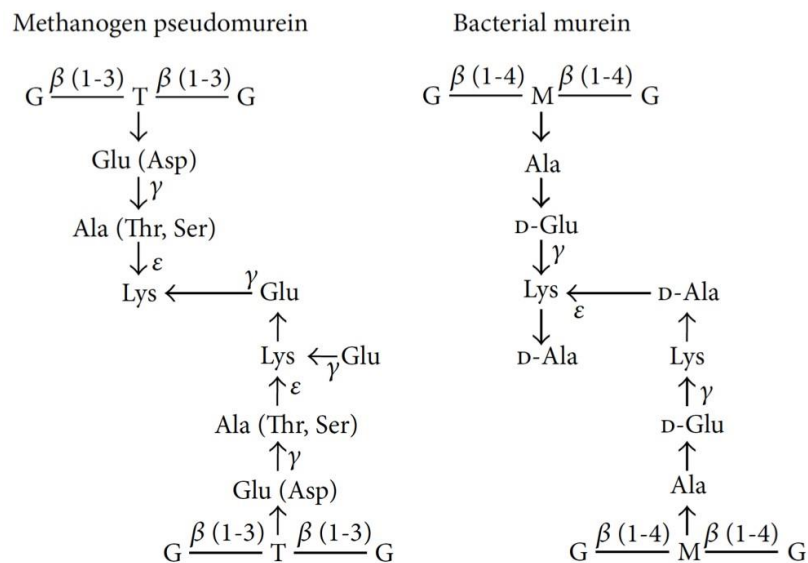 Methanogen pseudomurein
G β (1-3) T β (1-3) G
Glu (Asp)
γ
Ala (Thr, Ser)
ε
Lys γ Glu
Lys γ Glu
ε
Ala (Thr, Ser)
γ
Glu (Asp)
G β (1-3) T β (1-3) G
Bacterial murein
G β (1-4) M β (1-4) G
Ala
D-Glu
γ
Lys ε D-Ala
D-Ala Lys
γ
D-Glu
Ala
G β (1-4) M β (1-4) G